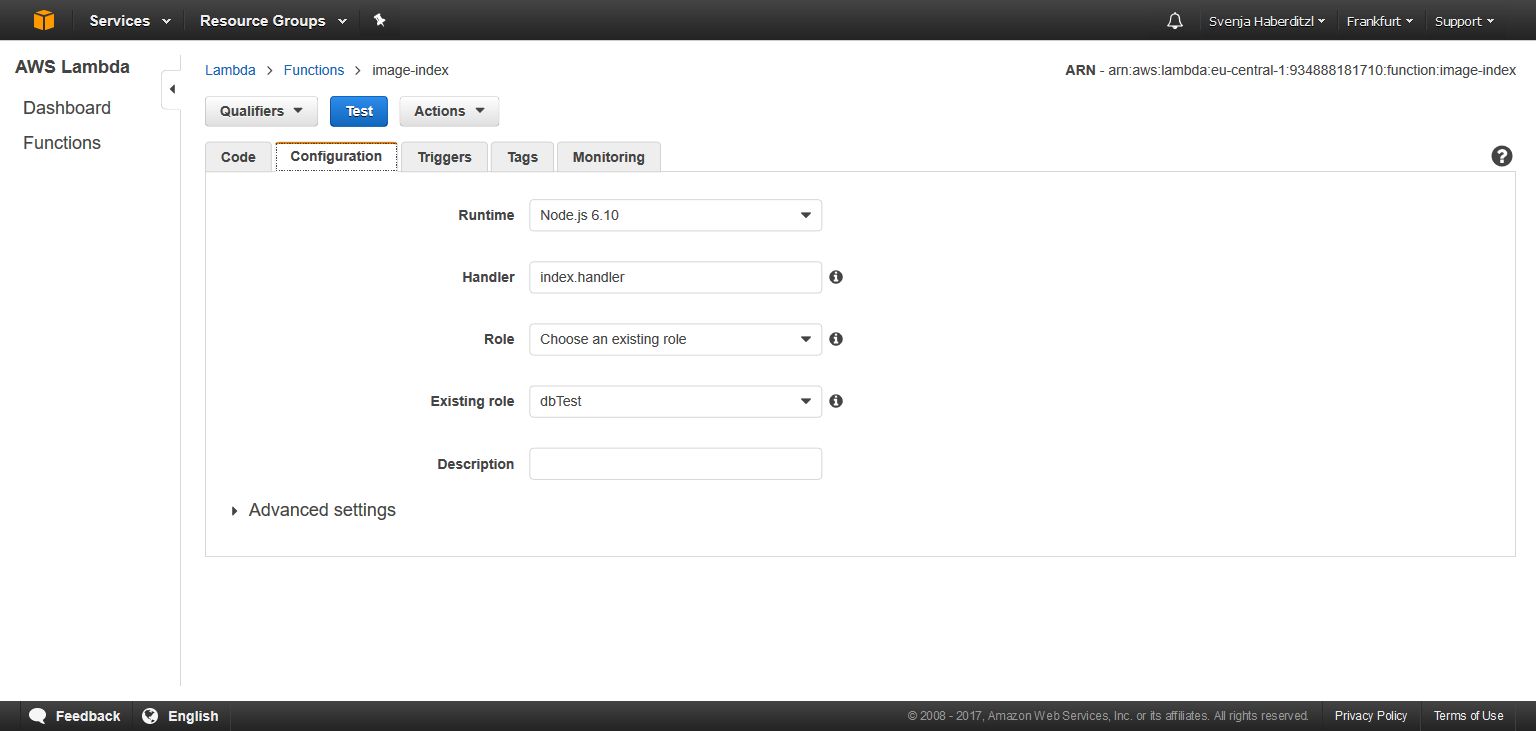 Services Resource Groups Svenja Haberditzl Frankfurt Support
AWS Lambda
Dashboard
Functions
Lambda > Functions > image-index
ARN - arn:aws:lambda:eu-central-1:934888181710:function:image-index
Qualifiers Test Actions
Code Configuration Triggers Tags Monitoring
Runtime Node.js 6.10
Handler index.handler
Role Choose an existing role
Existing role dbTest
Description
Advanced settings
Feedback English © 2008 - 2017, Amazon Web Services, Inc. or its affiliates. All rights reserved. Privacy Policy Terms of Use